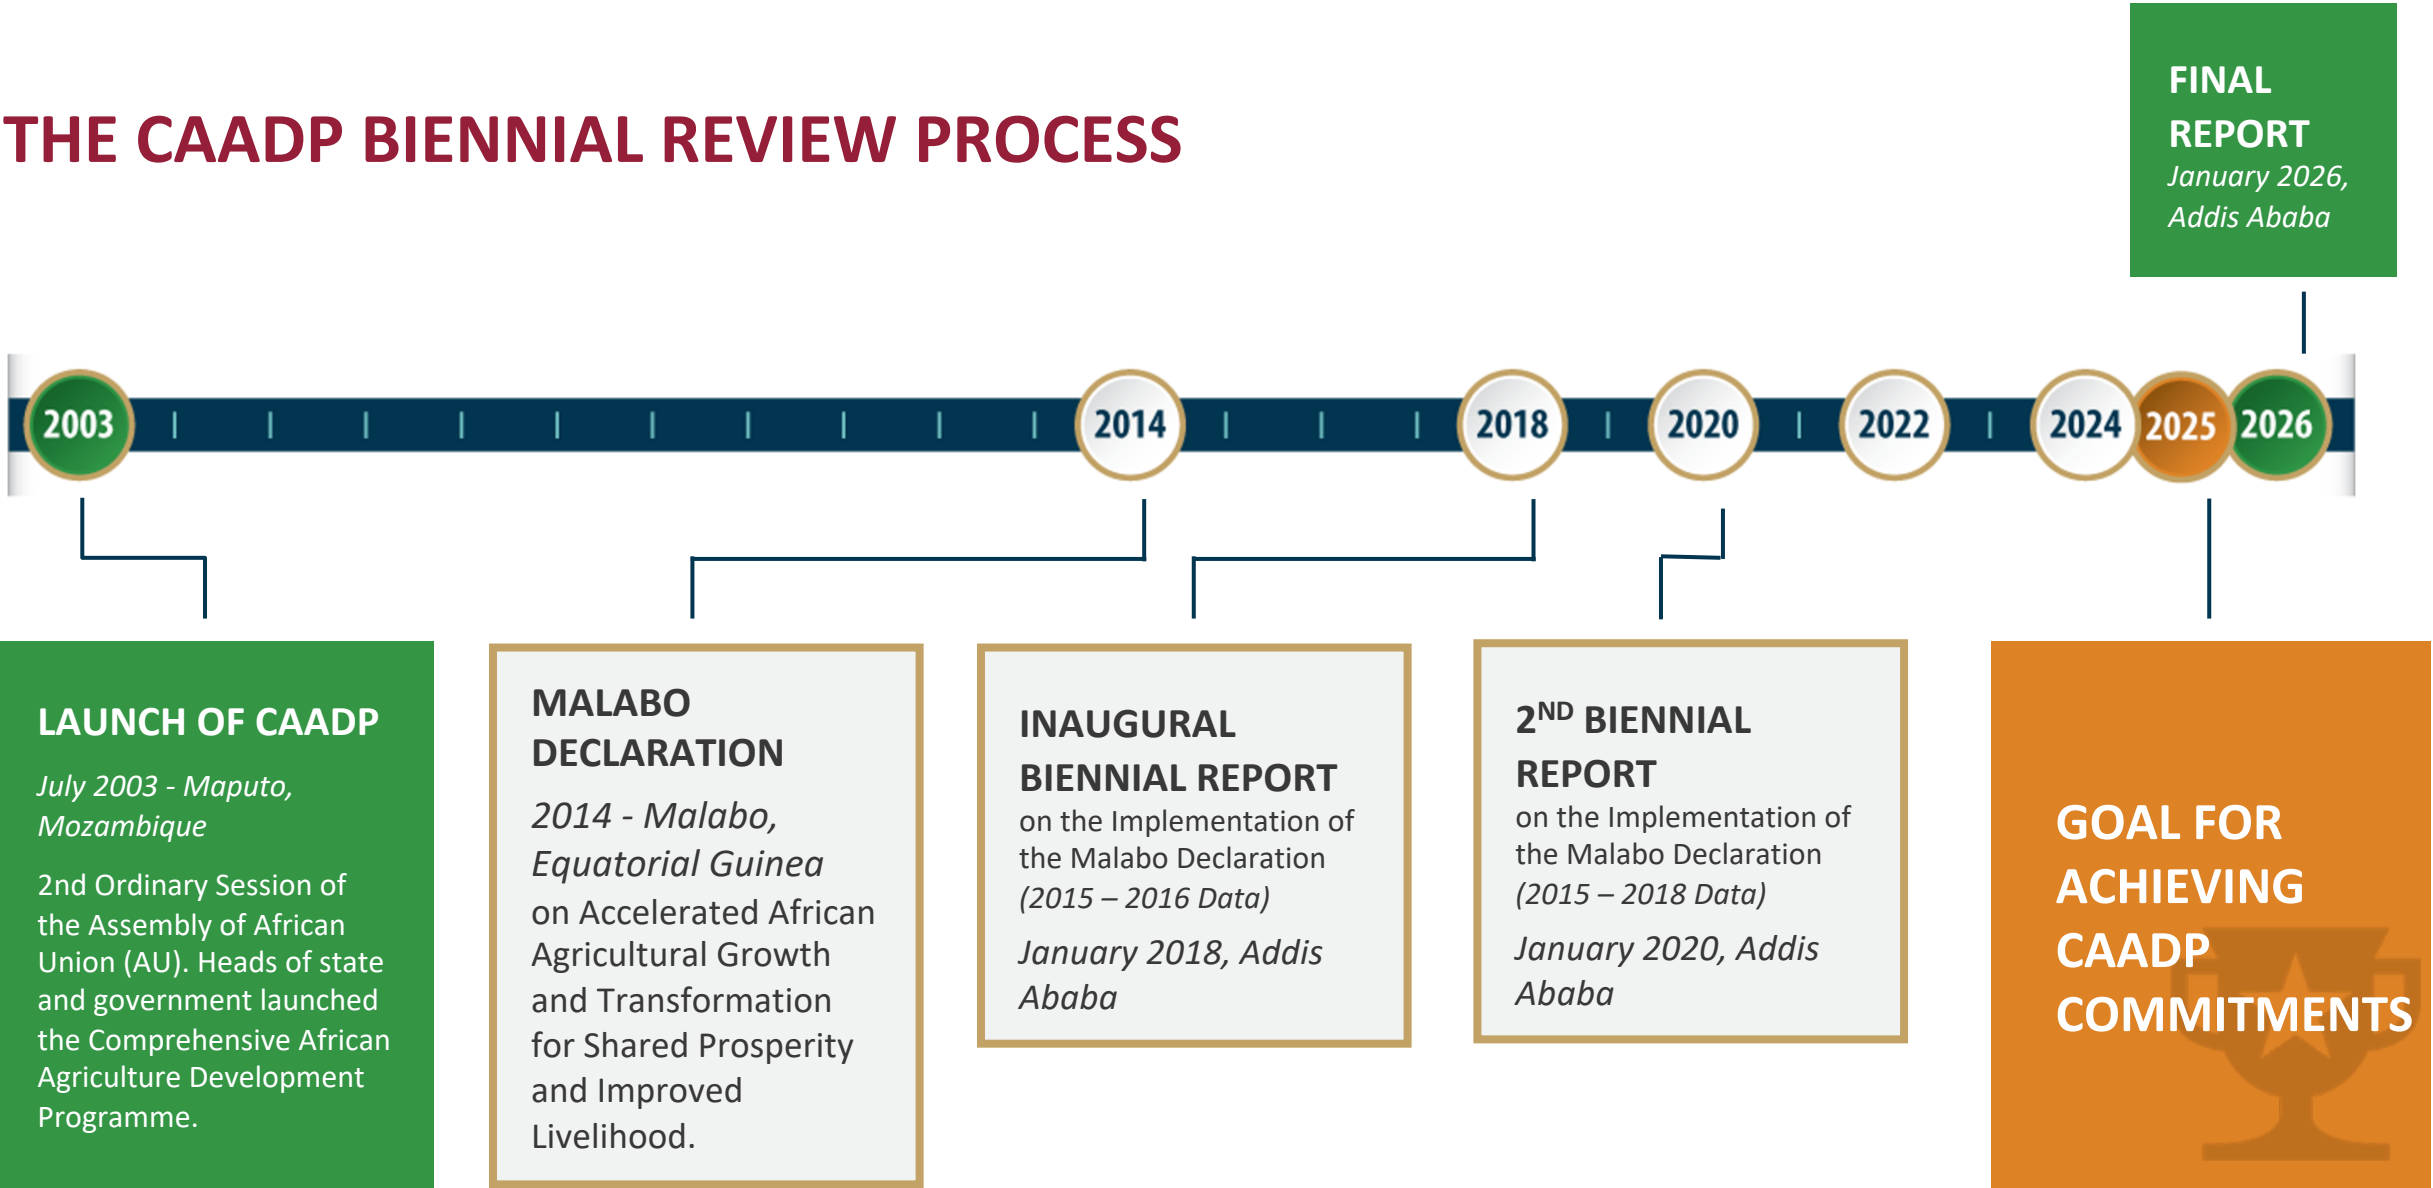 THE CAADP BIENNIAL REVIEW PROCESS
FINAL
REPORT
January 2026,
Addis Ababa
2003
2014
2018
2020
2022
2024
2025
2026
LAUNCH OF CAADP
July 2003 - Maputo,
Mozambique
2nd Ordinary Session of
the Assembly of African
Union (AU). Heads of state
and government launched
the Comprehensive African
Agriculture Development
Programme.
MALABO
DECLARATION
2014 - Malabo,
Equatorial Guinea
on Accelerated African
Agricultural Growth
and Transformation
for Shared Prosperity
and Improved
Livelihood.
INAUGURAL
BIENNIAL REPORT
on the Implementation of
the Malabo Declaration
(2015 – 2016 Data)
January 2018, Addis
Ababa
2ND BIENNIAL
REPORT
on the Implementation of
the Malabo Declaration
(2015 – 2018 Data)
January 2020, Addis
Ababa
GOAL FOR
ACHIEVING
CAADP
COMMITMENTS